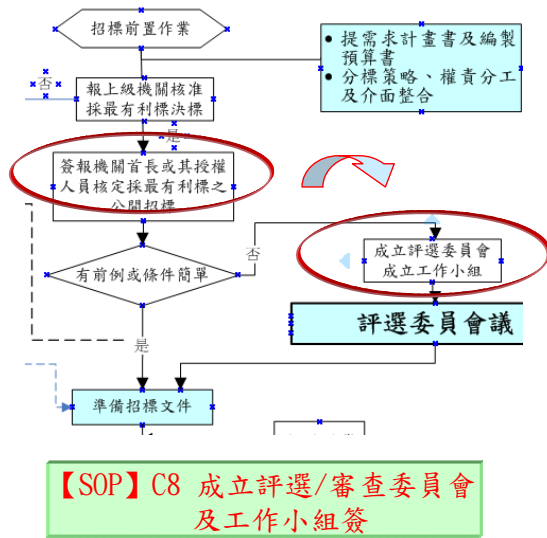 招標前置作業
• 提需求計畫書及編製
預算書
• 分標策略、權責分工
及介面整合
否
報上級機關核准
採最有利標決標
是
簽報機關首長或其授權
人員核定採最有利標之
公開招標
否
成立評選委員會
成立工作小組
有前例或條件簡單
評選委員會議
是
準備招標文件
【SOP】C8 成立評選/審查委員會
及工作小組簽